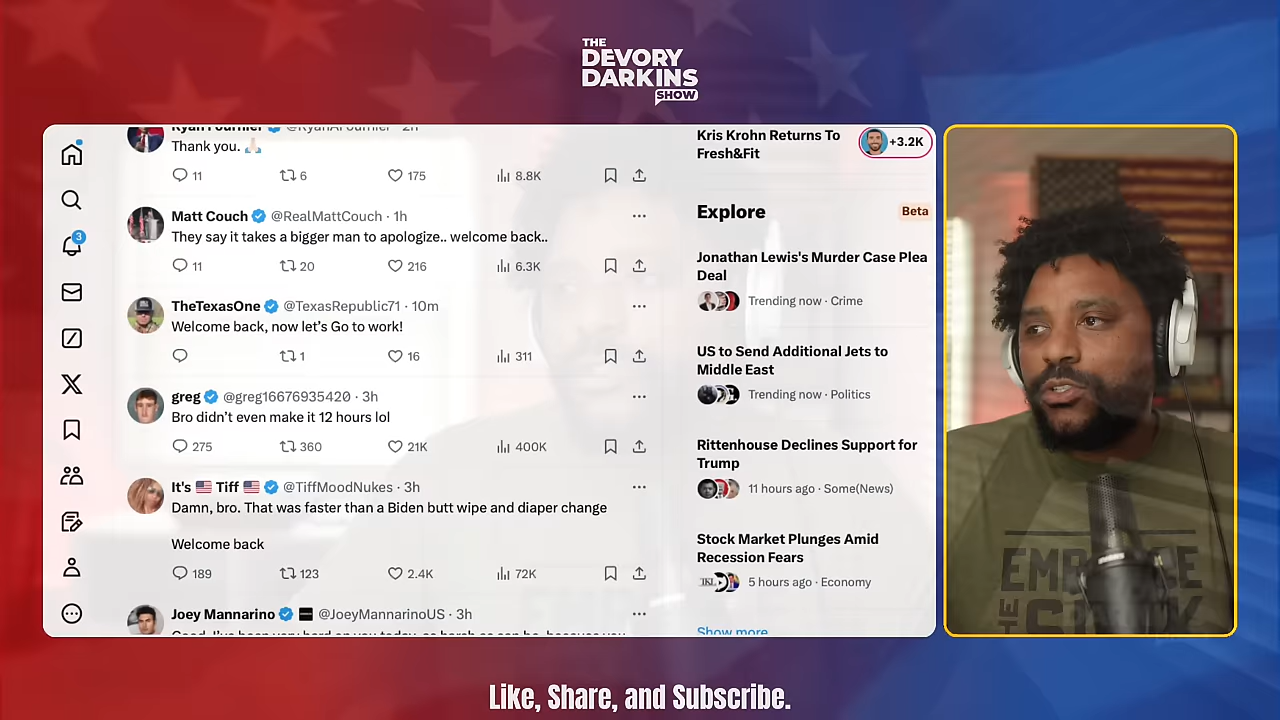 THE
DEVORY
DARKINS
SHOW
Ryan Fournier @RyanAFournier · 2h
Thank you. 🙏🏻
11 6 175 8.8K
Matt Couch @RealMattCouch · 1h
They say it takes a bigger man to apologize.. welcome back..
11 20 216 6.3K
TheTexasOne @TexasRepublic71 · 10m
Welcome back, now let's Go to work!
1 16 311
greg @greg16676935420 · 3h
Bro didn't even make it 12 hours lol
275 360 21K 400K
It's 🇺🇸 Tiff 🇺🇸 @TiffMoodNukes · 3h
Damn, bro. That was faster than a Biden butt wipe and diaper change
Welcome back
189 123 2.4K 72K
Joey Mannarino @JoeyMannarinoUS · 3h
3
Kris Krohn Returns To
Fresh&Fit
+3.2K
Explore
Beta
Jonathan Lewis's Murder Case Plea
Deal
Trending now · Crime
US to Send Additional Jets to
Middle East
Trending now · Politics
Rittenhouse Declines Support for
Trump
11 hours ago · Some(News)
Stock Market Plunges Amid
Recession Fears
5 hours ago · Economy
Show more
Like, Share, and Subscribe.